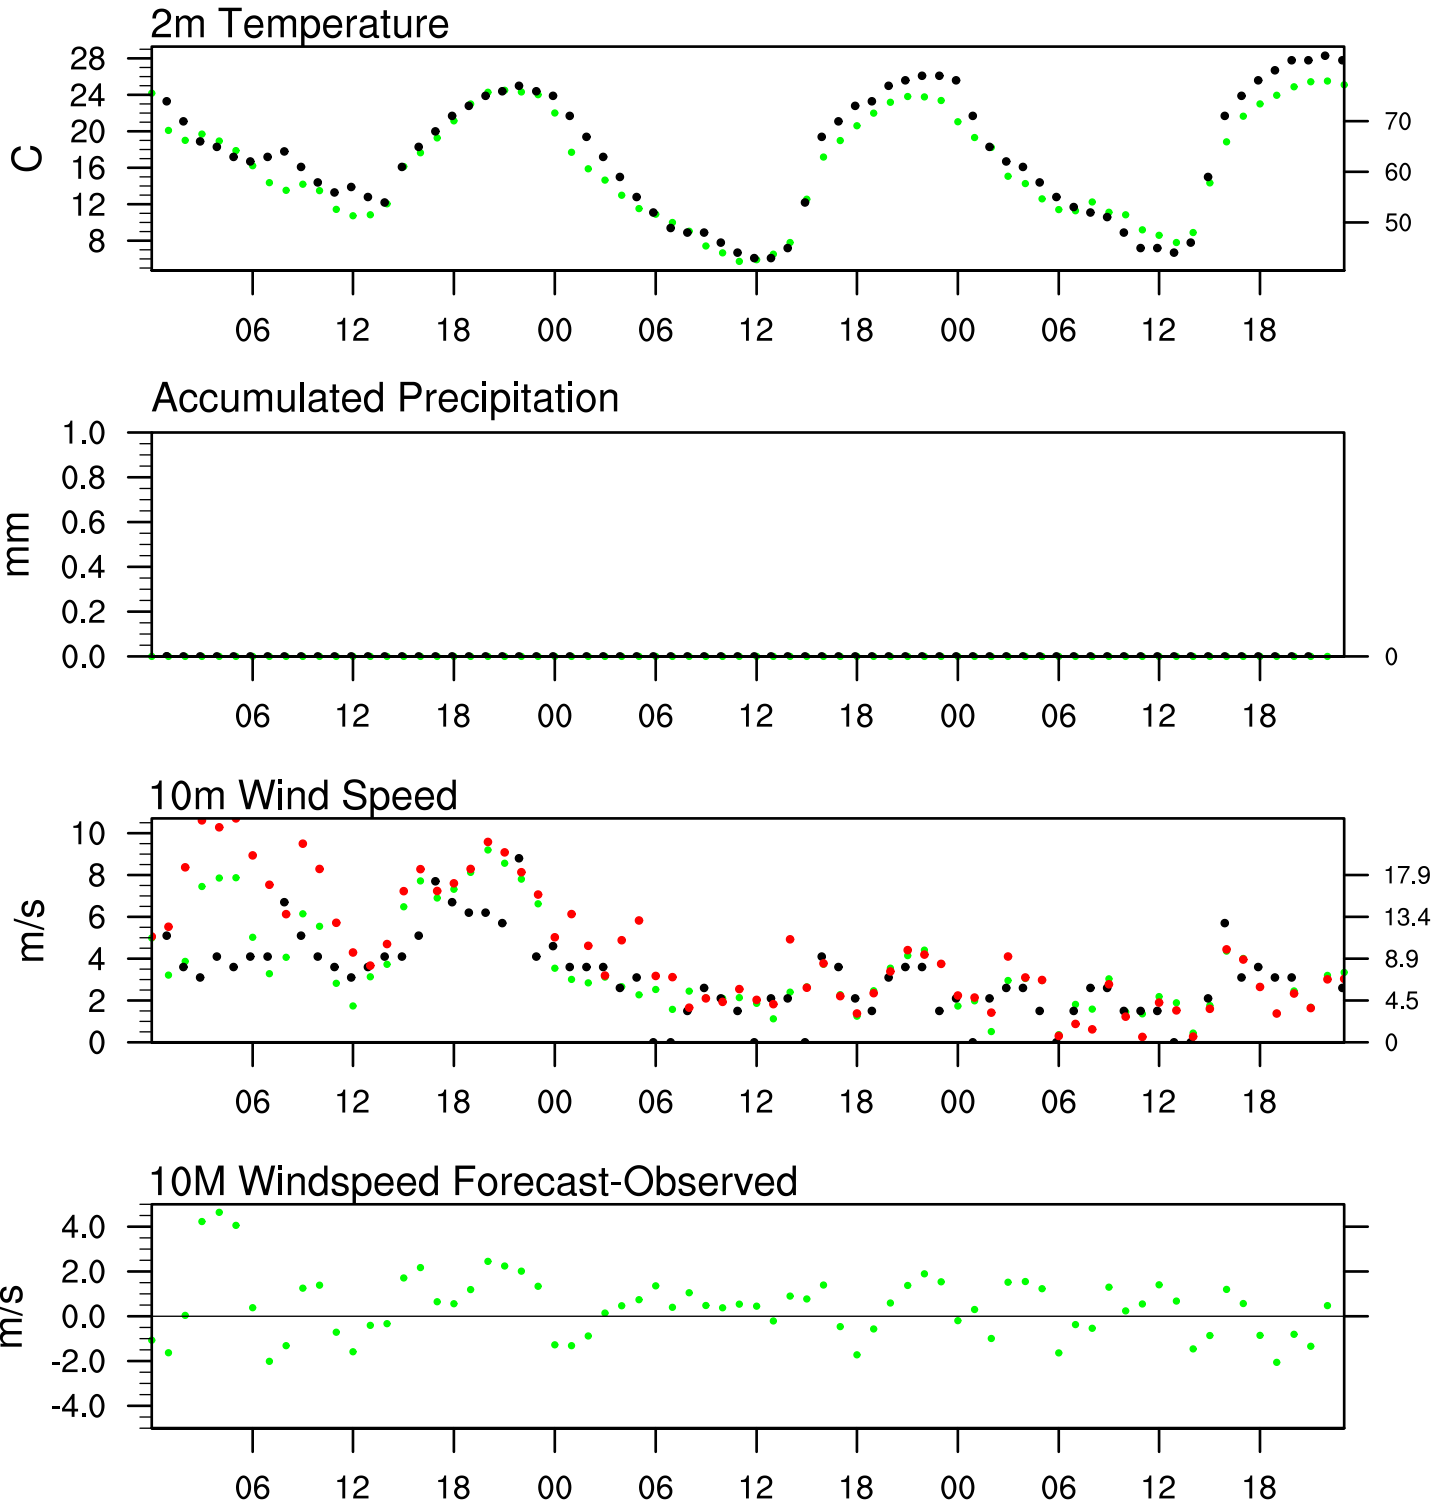 2m Temperature
28
24
20
16
12
8
C
70
60
50
06 12 18 00 06 12 18 00 06 12 18
Accumulated Precipitation
1.0
0.8
0.6
0.4
0.2
0.0
mm
0
06 12 18 00 06 12 18 00 06 12 18
10m Wind Speed
10
8
6
4
2
0
m/s
17.9
13.4
8.9
4.5
0
06 12 18 00 06 12 18 00 06 12 18
10M Windspeed Forecast-Observed
4.0
2.0
0.0
-2.0
-4.0
m/s
06 12 18 00 06 12 18 00 06 12 18